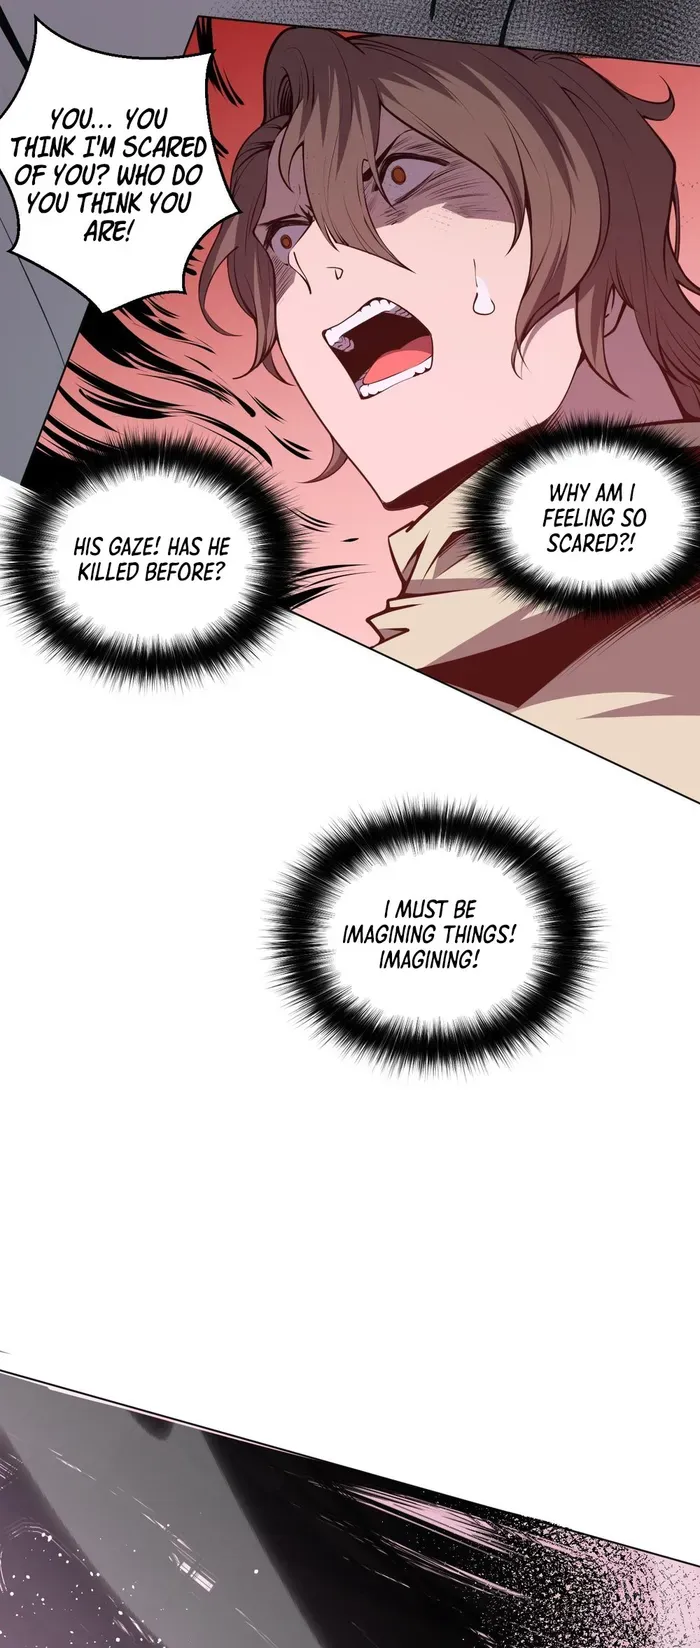 YOU... YOU
THINK I'M SCARED
OF YOU? WHO DO
YOU THINK YOU
ARE!
WHY AM I
FEELING SO
SCARED?!
HIS GAZE! HAS HE
KILLED BEFORE?
I MUST BE
IMAGINING THINGS!
IMAGINING!